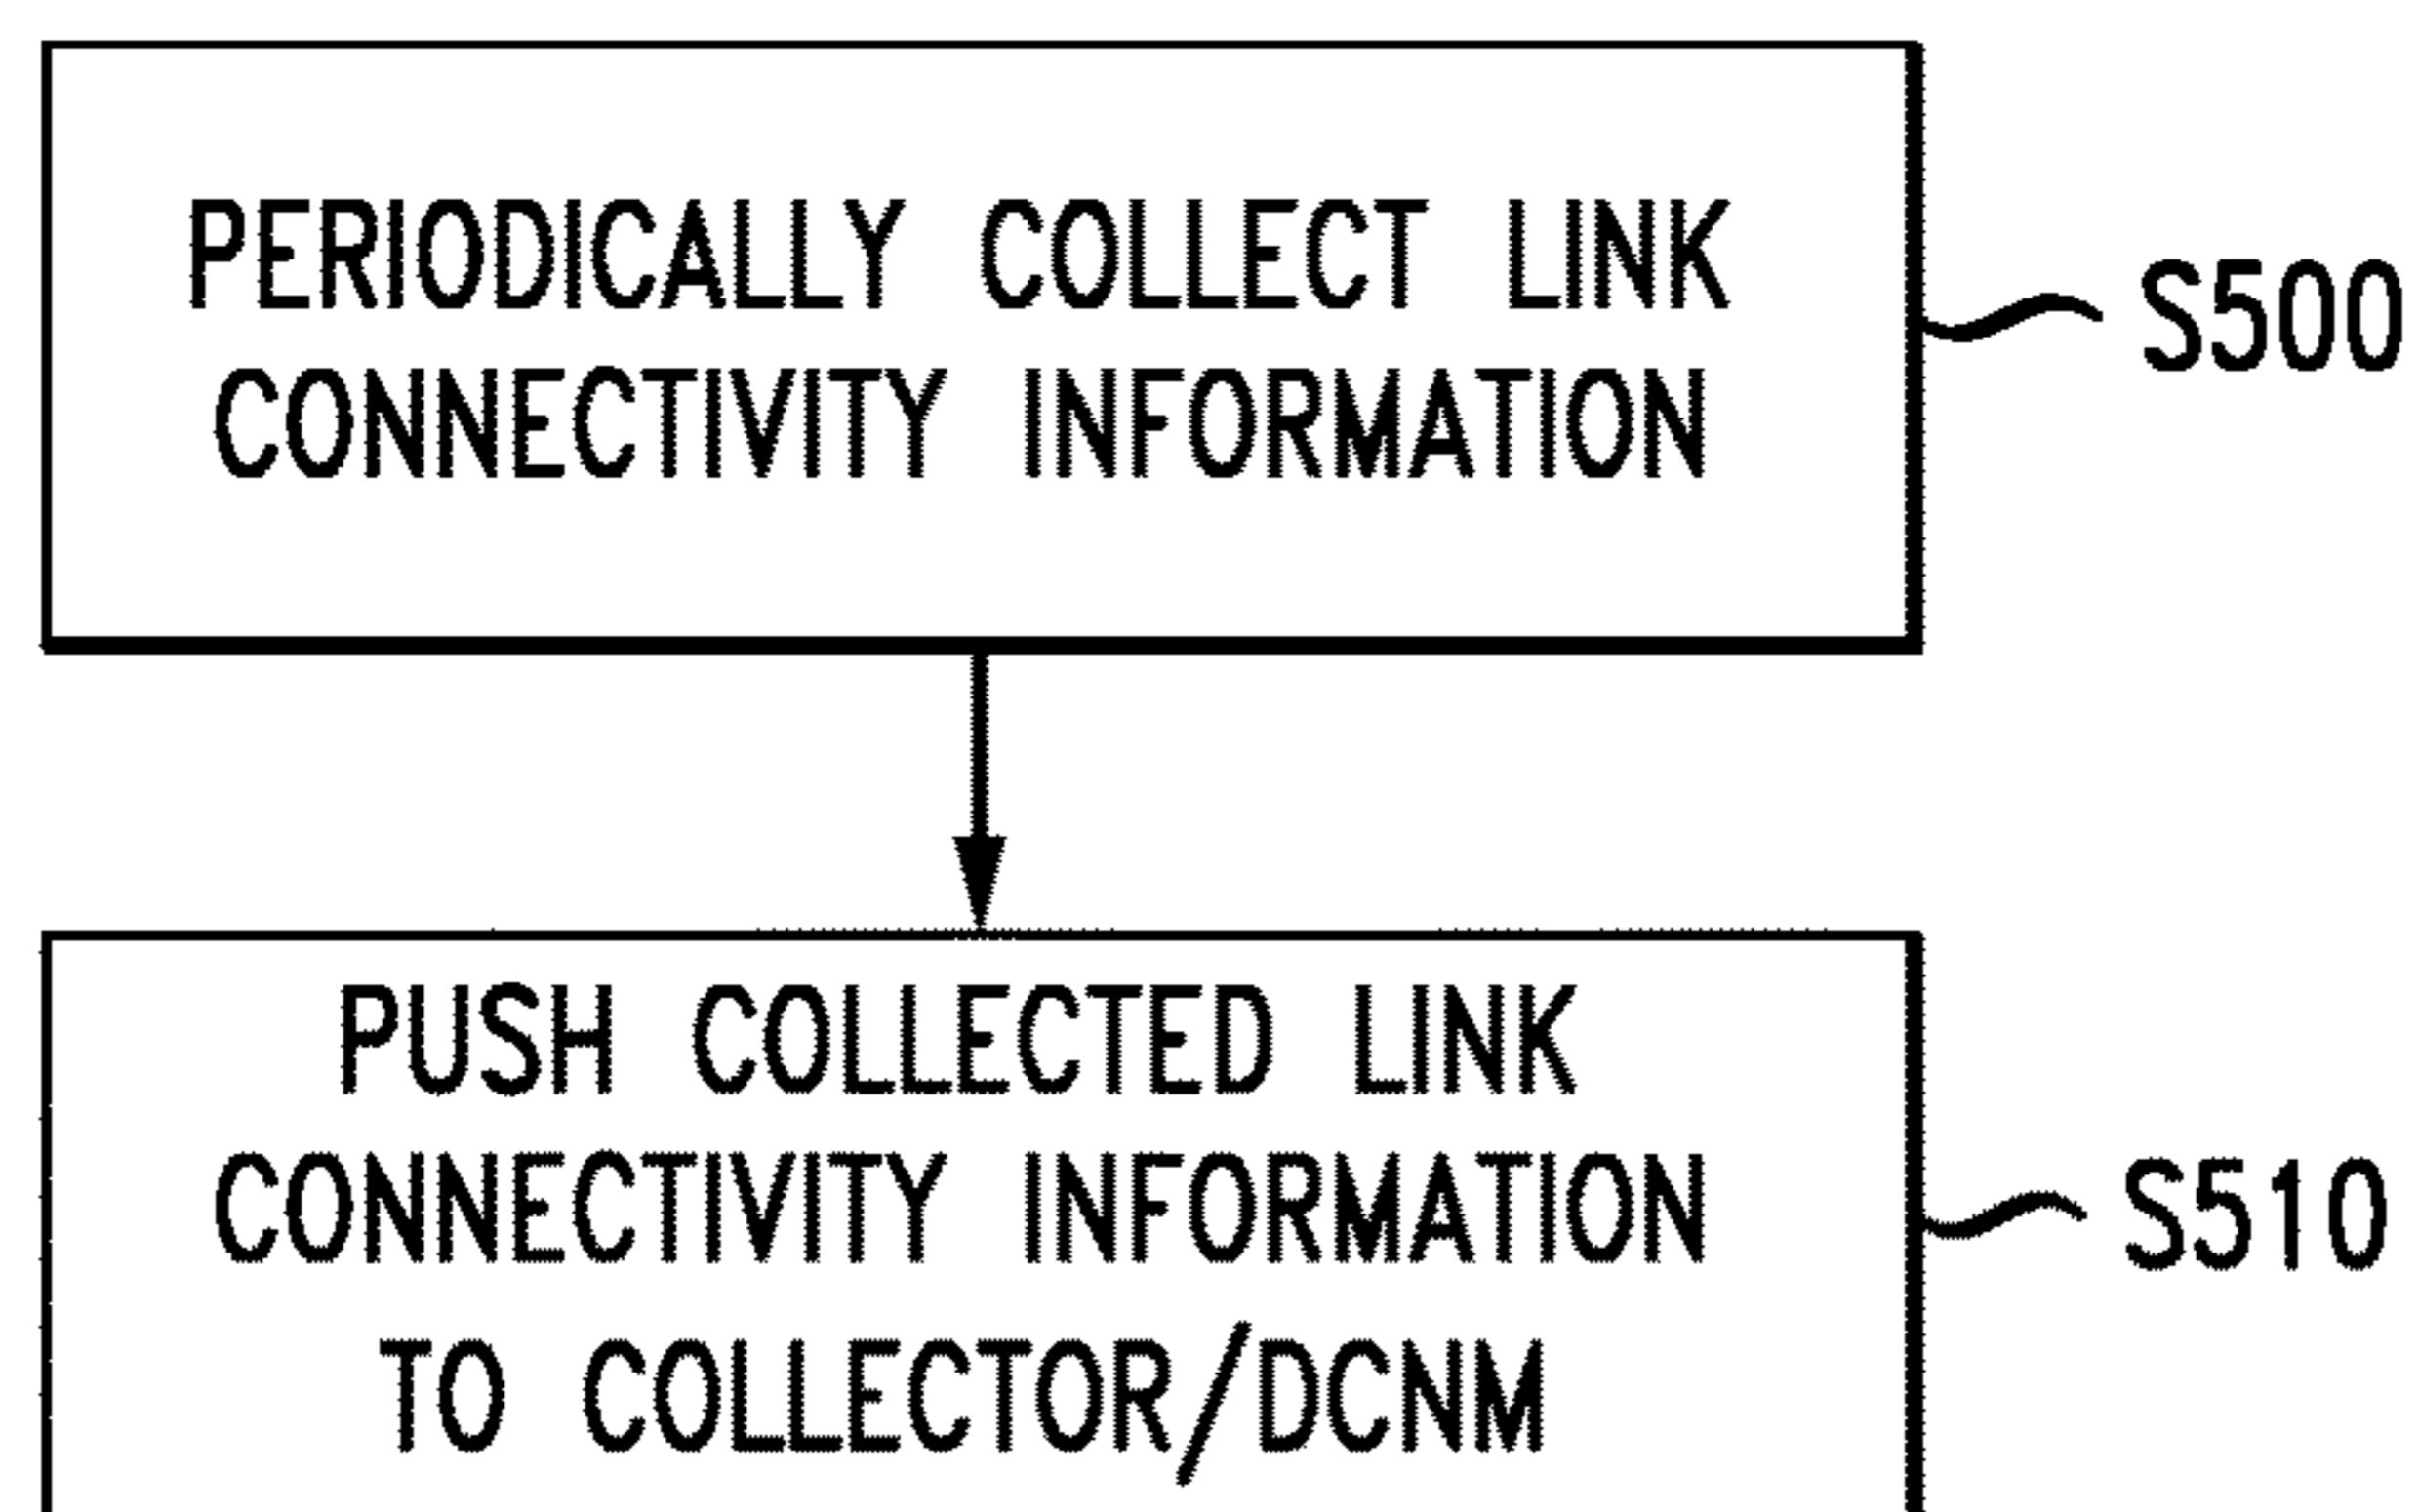 PERIODICALLY COLLECT LINK
CONNECTIVITY INFORMATION
S500
PUSH COLLECTED LINK
CONNECTIVITY INFORMATION
TO COLLECTOR/DCNM
S510